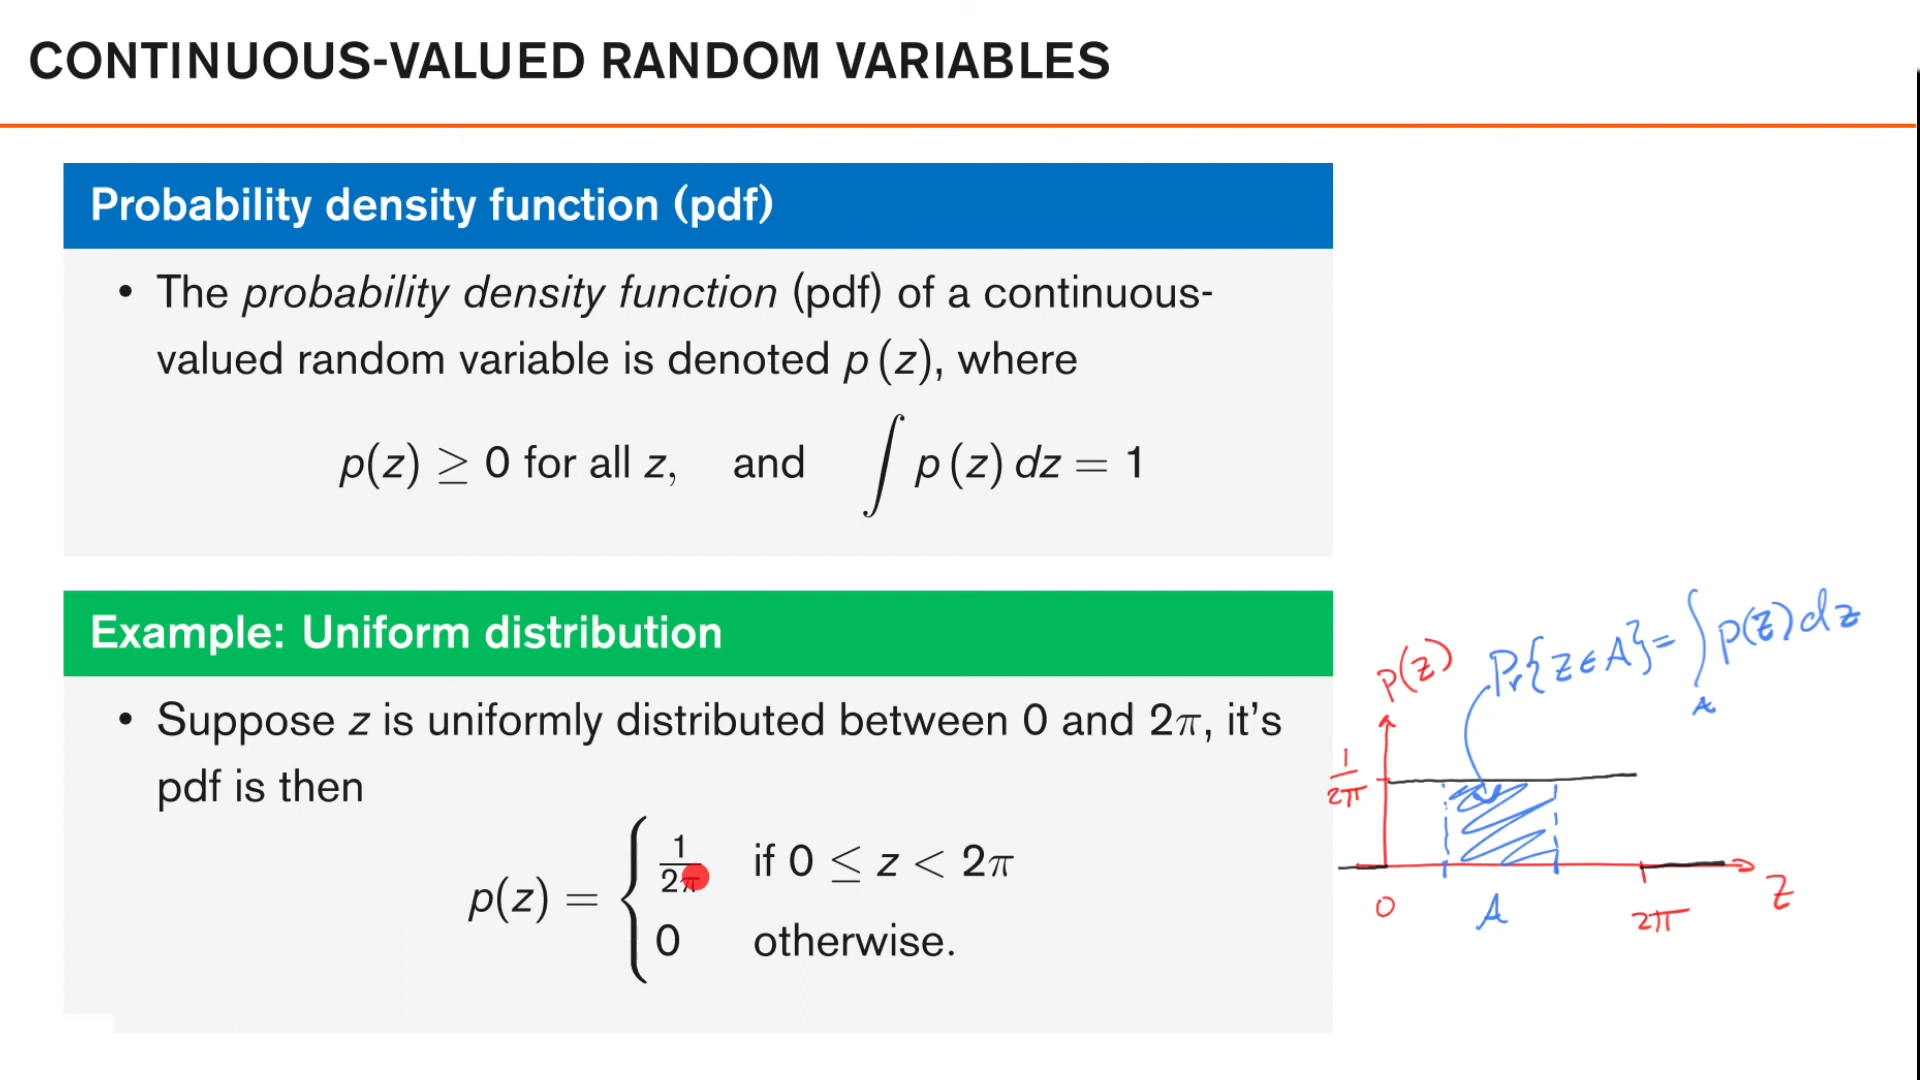 CONTINUOUS-VALUED RANDOM VARIABLES
Probability density function (pdf)
• The probability density function (pdf) of a continuous-
valued random variable is denoted p(z), where
p(z) ≥ 0 for all z, and ∫ p(z) dz = 1
Example: Uniform distribution
• Suppose z is uniformly distributed between 0 and 2π, it's
pdf is then
p(z) = { 1/2π if 0 ≤ z < 2π
0 otherwise.
p(z)
Pr{z ∈ A} = ∫ p(z) dz
A
1/2π
0
A
2π
z